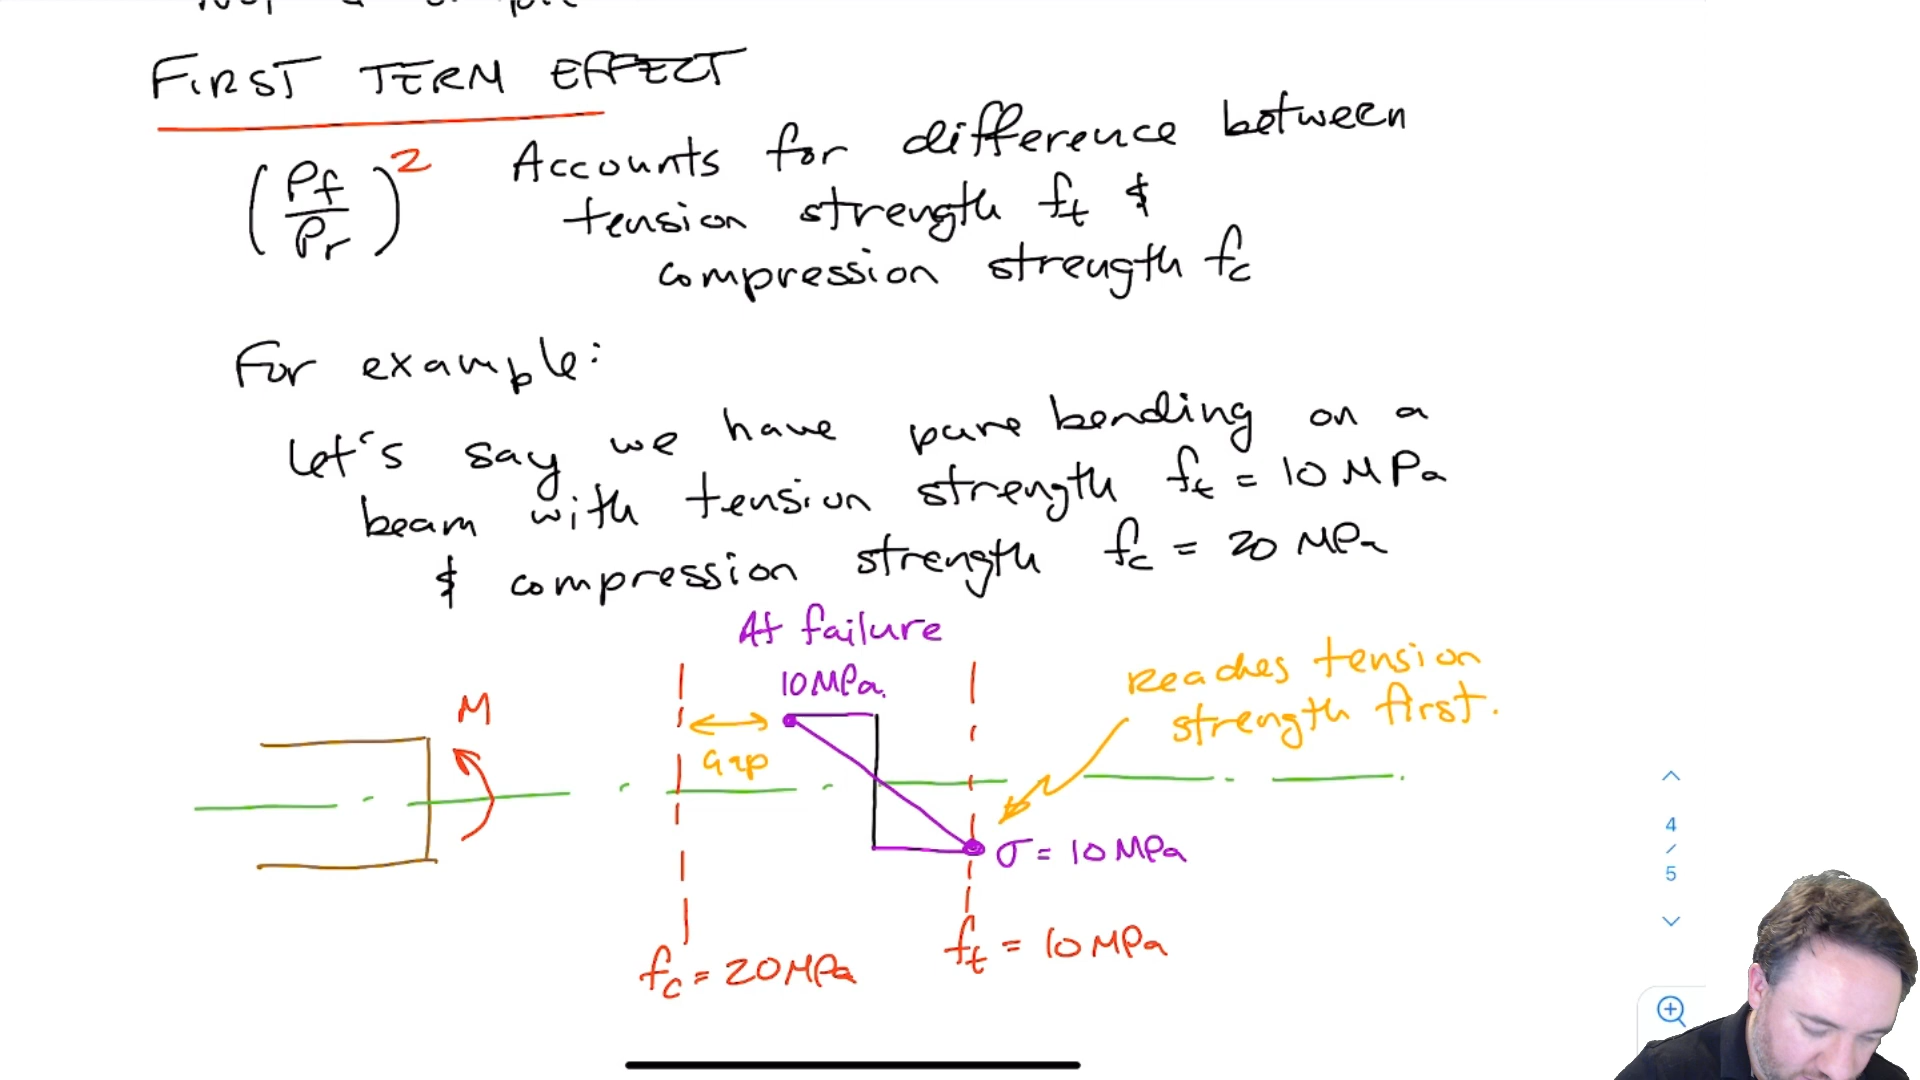 FIRST TERM EFFECT
(Pf/Pr)² Accounts for difference between
tension strength ft &
compression strength fc
For example:
Let's say we have pure bending on a
beam with tension strength ft = 10 MPa
& compression strength fc = 20 MPa
At failure
Reaches tension
strength first.
10MPa.
M
Gap
σ = 10 MPa
ft = 10 MPa
fc = 20MPa
4
/
5